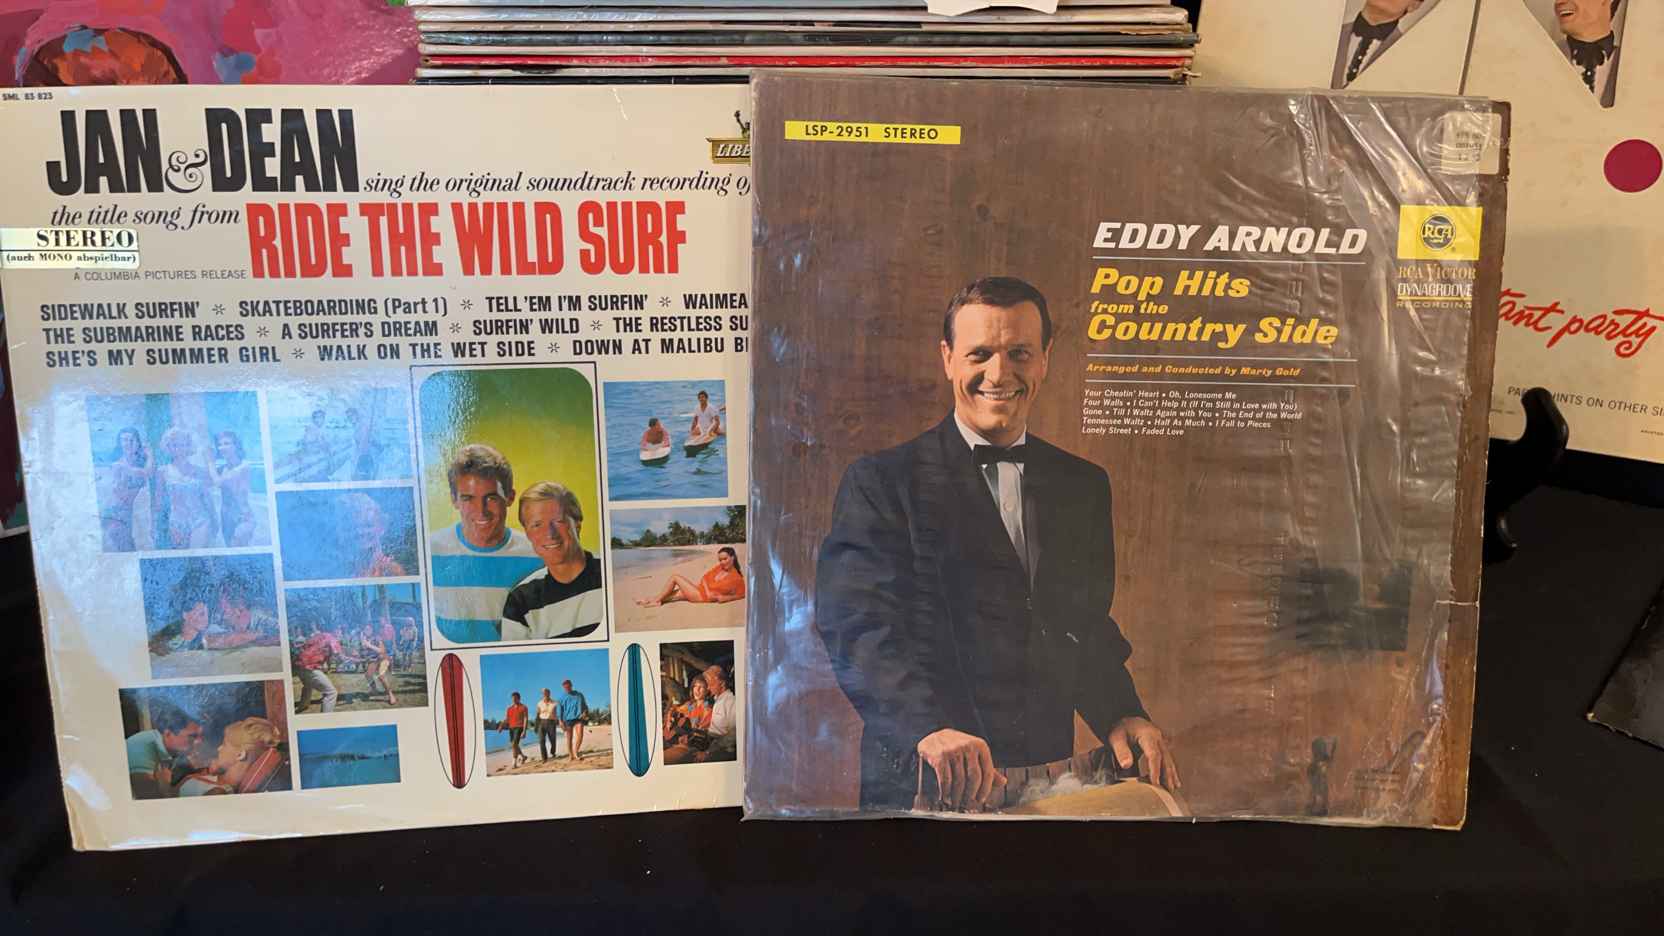 SML 83 823
JAN & DEAN
sing the original soundtrack recording of
the title song from
RIDE THE WILD SURF
STEREO
(auch MONO abspielbar)
A COLUMBIA PICTURES RELEASE
LIBE
SIDEWALK SURFIN' * SKATEBOARDING (Part 1) * TELL 'EM I'M SURFIN' * WAIMEA
THE SUBMARINE RACES * A SURFER'S DREAM * SURFIN' WILD * THE RESTLESS SU
SHE'S MY SUMMER GIRL * WALK ON THE WET SIDE * DOWN AT MALIBU B
LSP-2951 STEREO
EDDY ARNOLD
Pop Hits
from the
Country Side
Arranged and Conducted by Marty Gold
Your Cheatin' Heart • Oh, Lonesome Me
Four Walls • I Can't Help It (If I'm Still in Love with You)
Gone • Till I Waltz Again with You • The End of the World
Tennessee Waltz • Half As Much • I Fall to Pieces
Lonely Street • Faded Love
RCA
RCA VICTOR
DYNAGROOVE
RECORDING
tant party
HINTS ON OTHER SI